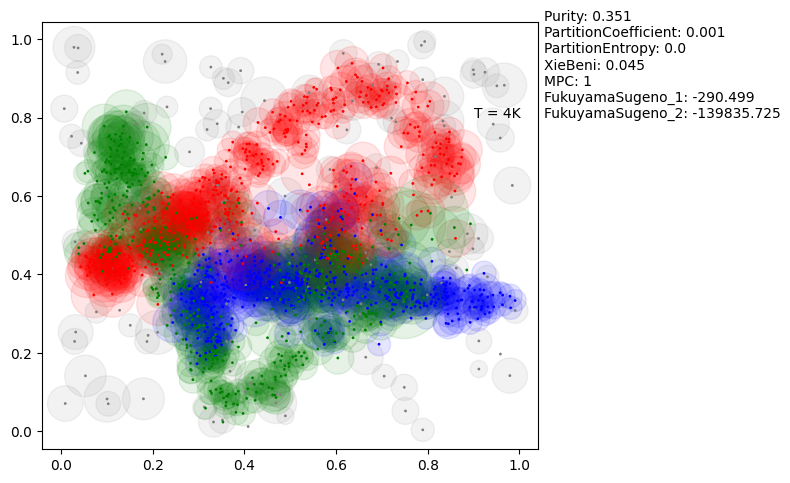 Purity: 0.351
PartitionCoefficient: 0.001
PartitionEntropy: 0.0
XieBeni: 0.045
MPC: 1
FukuyamaSugeno_1: -290.499
FukuyamaSugeno_2: -139835.725
T = 4K
1.0
0.8
0.6
0.4
0.2
0.0
0.0 0.2 0.4 0.6 0.8 1.0